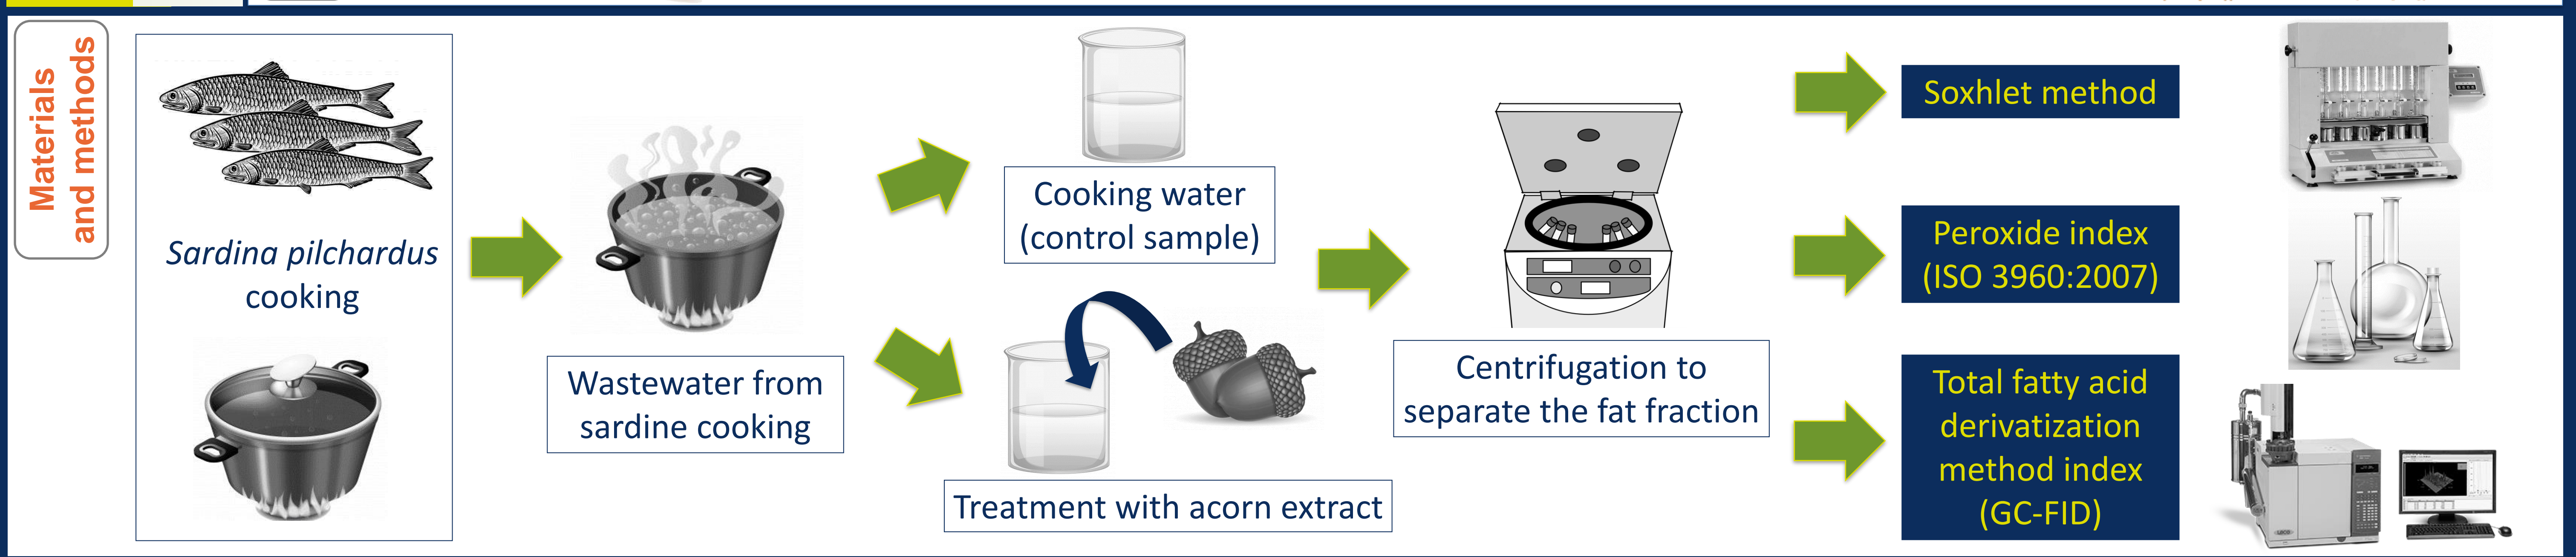 Materials
and methods
Sardina pilchardus
cooking
Wastewater from
sardine cooking
Cooking water
(control sample)
Treatment with acorn extract
Centrifugation to
separate the fat fraction
Soxhlet method
Peroxide index
(ISO 3960:2007)
Total fatty acid
derivatization
method index
(GC-FID)